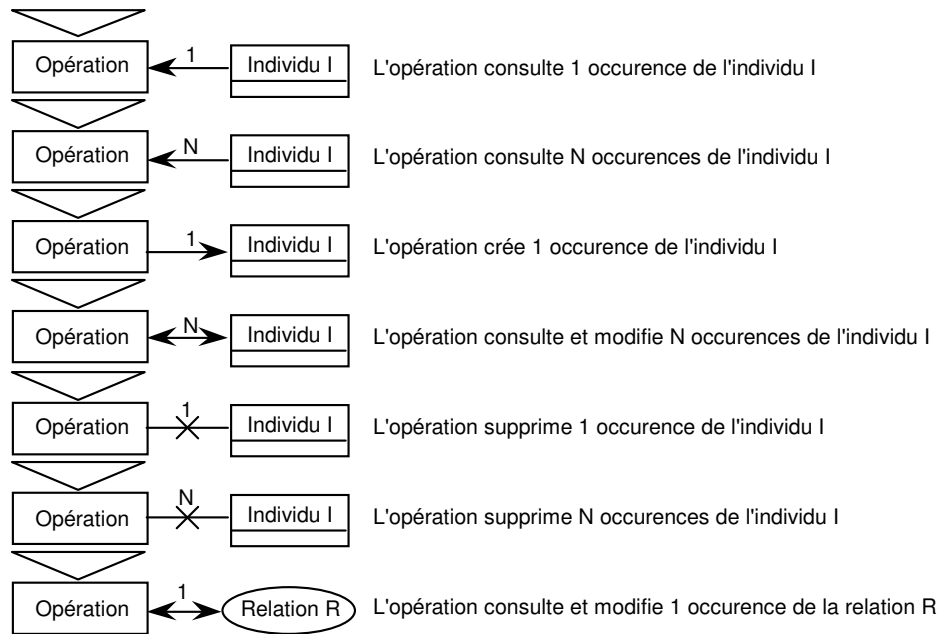 Opération 1 Individu I L'opération consulte 1 occurence de l'individu I
Opération N Individu I L'opération consulte N occurences de l'individu I
Opération 1 Individu I L'opération crée 1 occurence de l'individu I
Opération N Individu I L'opération consulte et modifie N occurences de l'individu I
Opération 1 Individu I L'opération supprime 1 occurence de l'individu I
Opération N Individu I L'opération supprime N occurences de l'individu I
Opération 1 Relation R L'opération consulte et modifie 1 occurence de la relation R